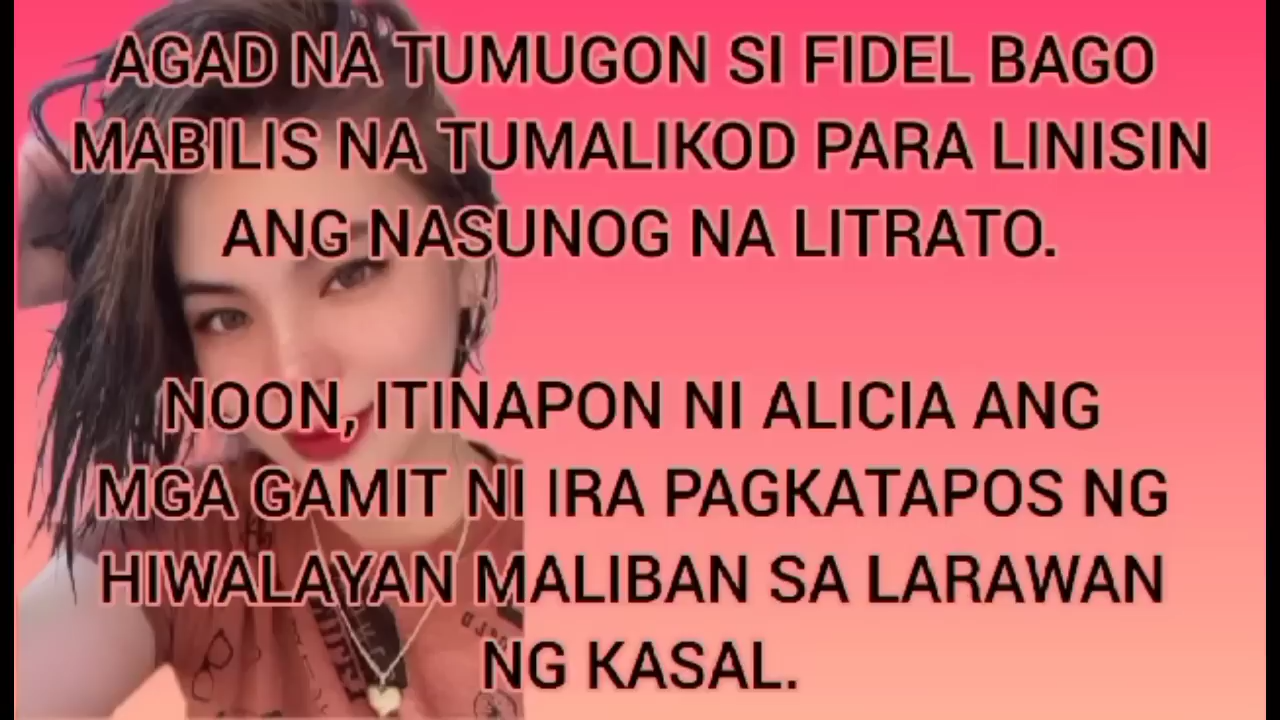 AGAD NA TUMUGON SI FIDEL BAGO
MABILIS NA TUMALIKOD PARA LINISIN
ANG NASUNOG NA LITRATO.
NOON, ITINAPON NI ALICIA ANG
MGA GAMIT NI IRA PAGKATAPOS NG
HIWALAYAN MALIBAN SA LARAWAN
NG KASAL.